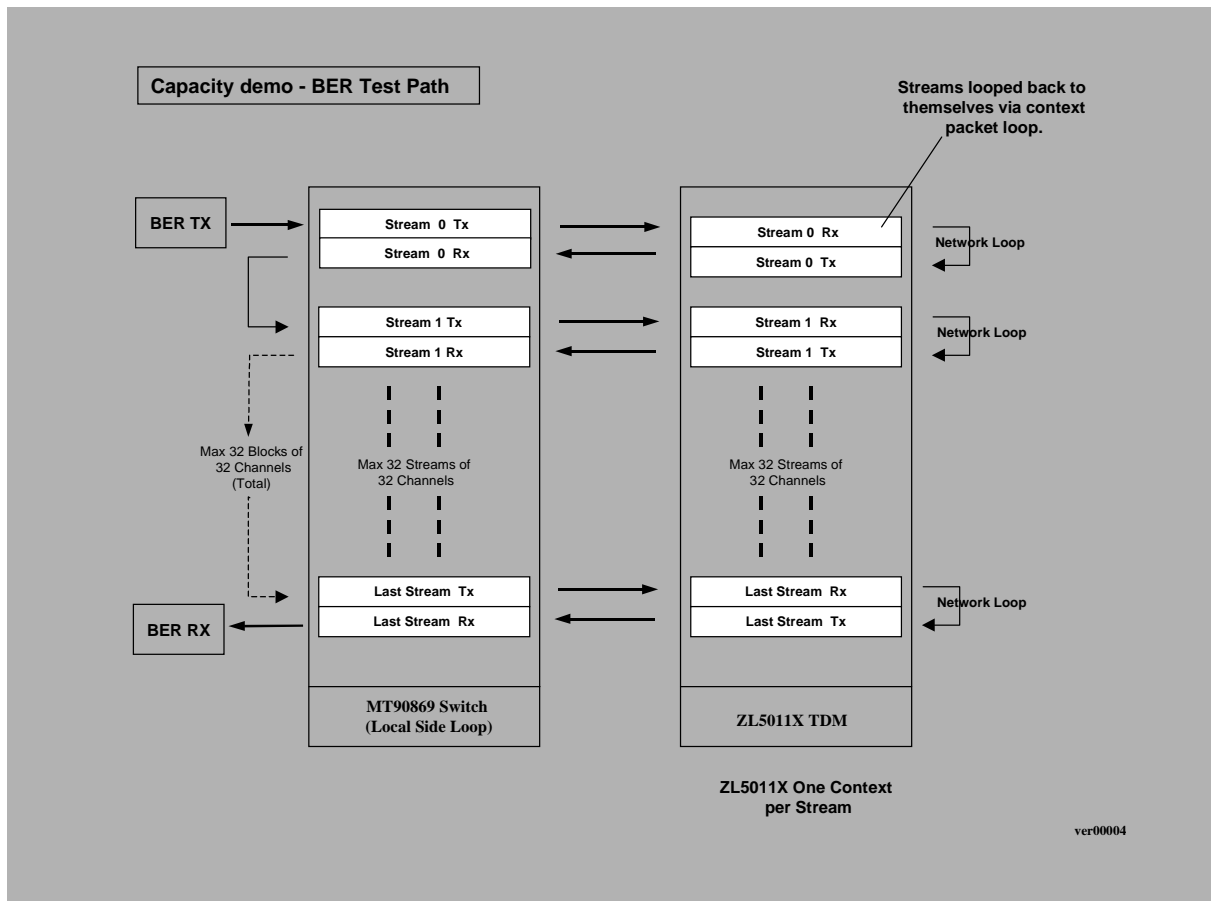 Capacity demo - BER Test Path
Streams looped back to
themselves via context
packet loop.
BER TX
Stream 0 Tx
Stream 0 Rx
Stream 0 Rx
Stream 0 Tx
Network Loop
Stream 1 Tx
Stream 1 Rx
Stream 1 Rx
Stream 1 Tx
Network Loop
Max 32 Blocks of
32 Channels
(Total)
Max 32 Streams of
32 Channels
Max 32 Streams of
32 Channels
Last Stream Tx
Last Stream Rx
Last Stream Rx
Last Stream Tx
Network Loop
BER RX
MT90869 Switch
(Local Side Loop)
ZL5011X TDM
ZL5011X One Context
per Stream
ver00004